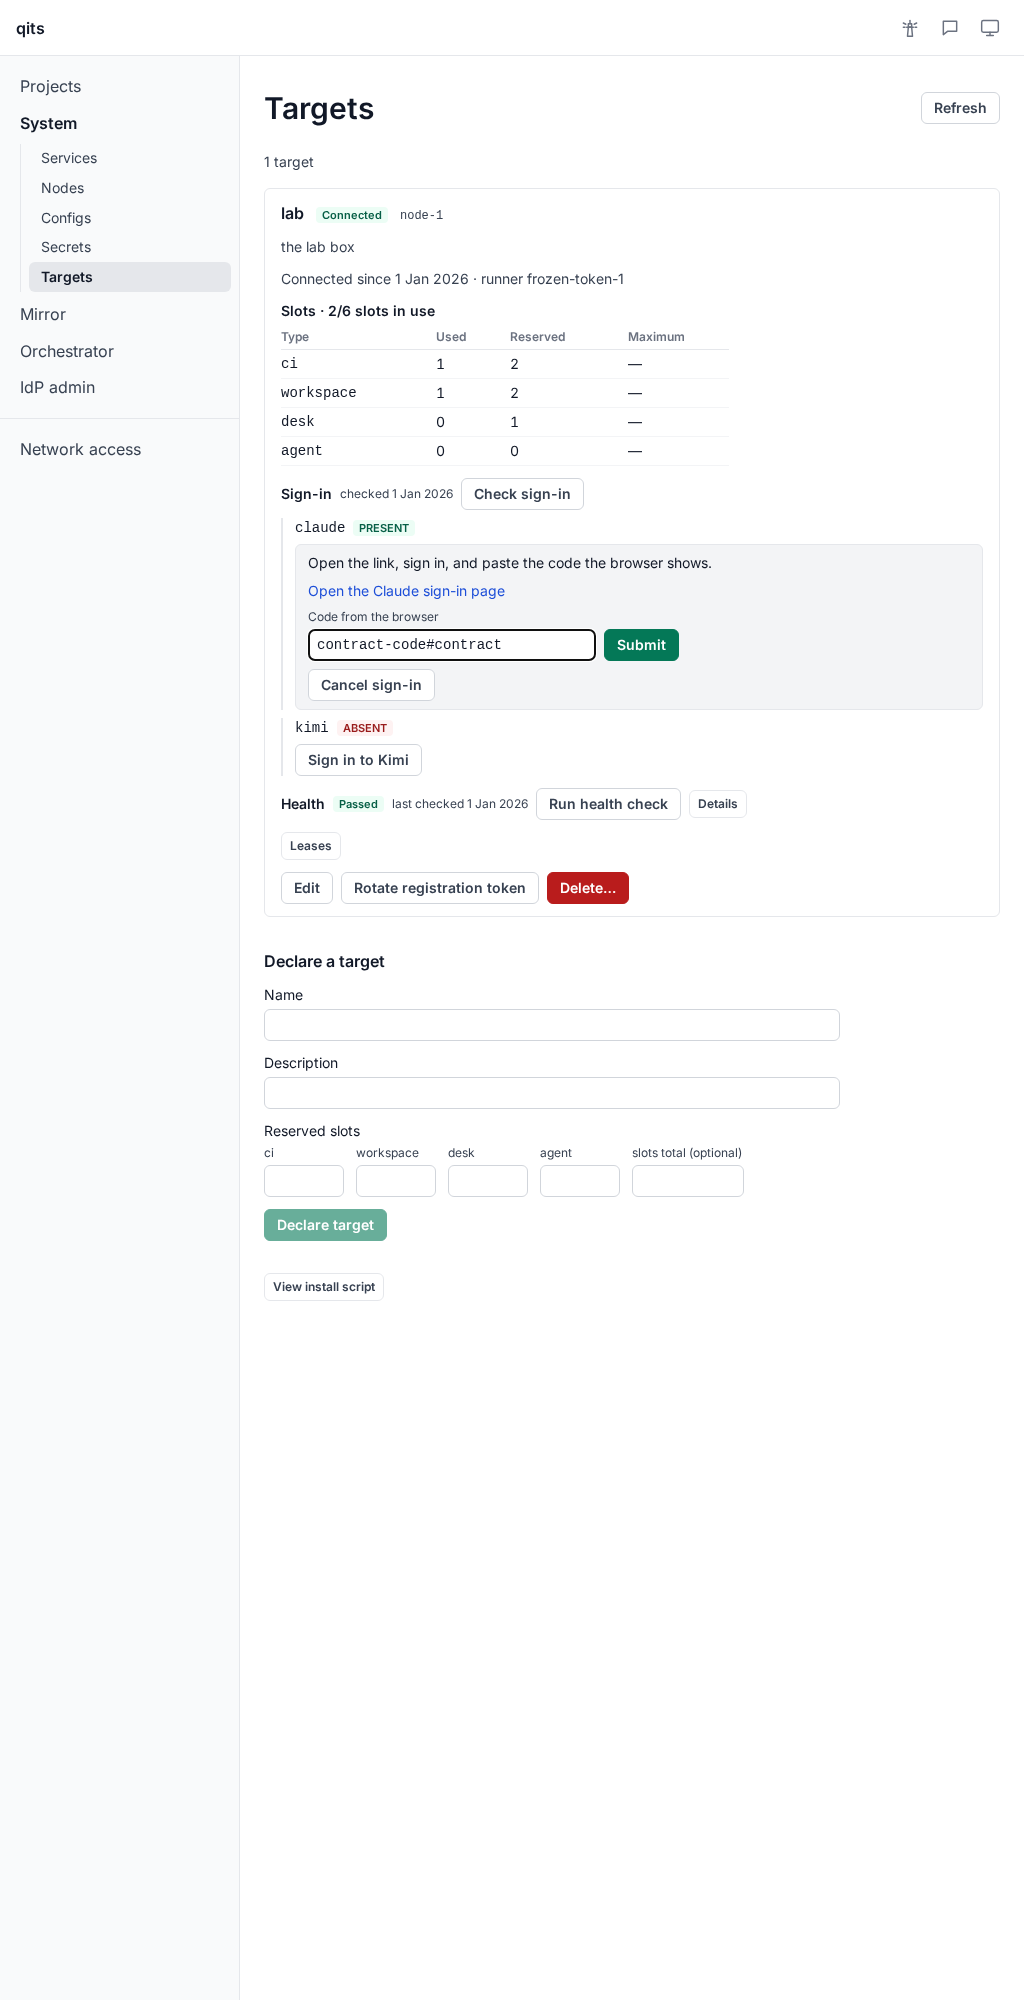 qits
Projects
System
Services
Nodes
Configs
Secrets
Targets
Mirror
Orchestrator
IdP admin
Network access
Targets
Refresh
1 target
lab Connected node-1
the lab box
Connected since 1 Jan 2026 · runner frozen-token-1
Slots · 2/6 slots in use
Type Used Reserved Maximum
ci 1 2 —
workspace 1 2 —
desk 0 1 —
agent 0 0 —
Sign-in checked 1 Jan 2026 Check sign-in
claude PRESENT
Open the link, sign in, and paste the code the browser shows.
Open the Claude sign-in page
Code from the browser
contract-code#contract Submit
Cancel sign-in
kimi ABSENT
Sign in to Kimi
Health Passed last checked 1 Jan 2026 Run health check Details
Leases
Edit Rotate registration token Delete...
Declare a target
Name
Description
Reserved slots
ci workspace desk agent slots total (optional)
Declare target
View install script